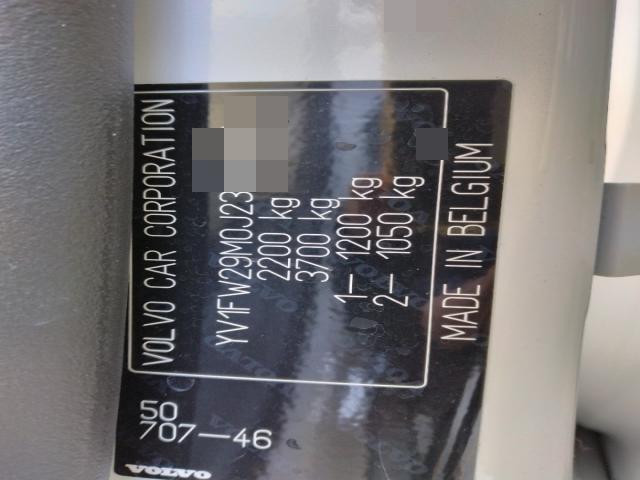 VOLVO CAR CORPORATION
YV1FW29M0J23
2200 kg
3700 kg
1– 1200 kg
2– 1050 kg
MADE IN BELGIUM
50
707–46
VOLVO